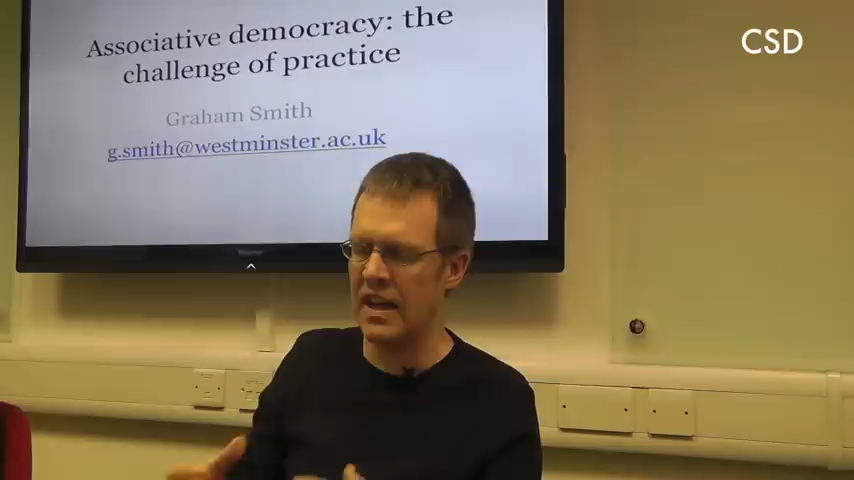 CSD
Associative democracy: the
challenge of practice
Graham Smith
g.smith@westminster.ac.uk